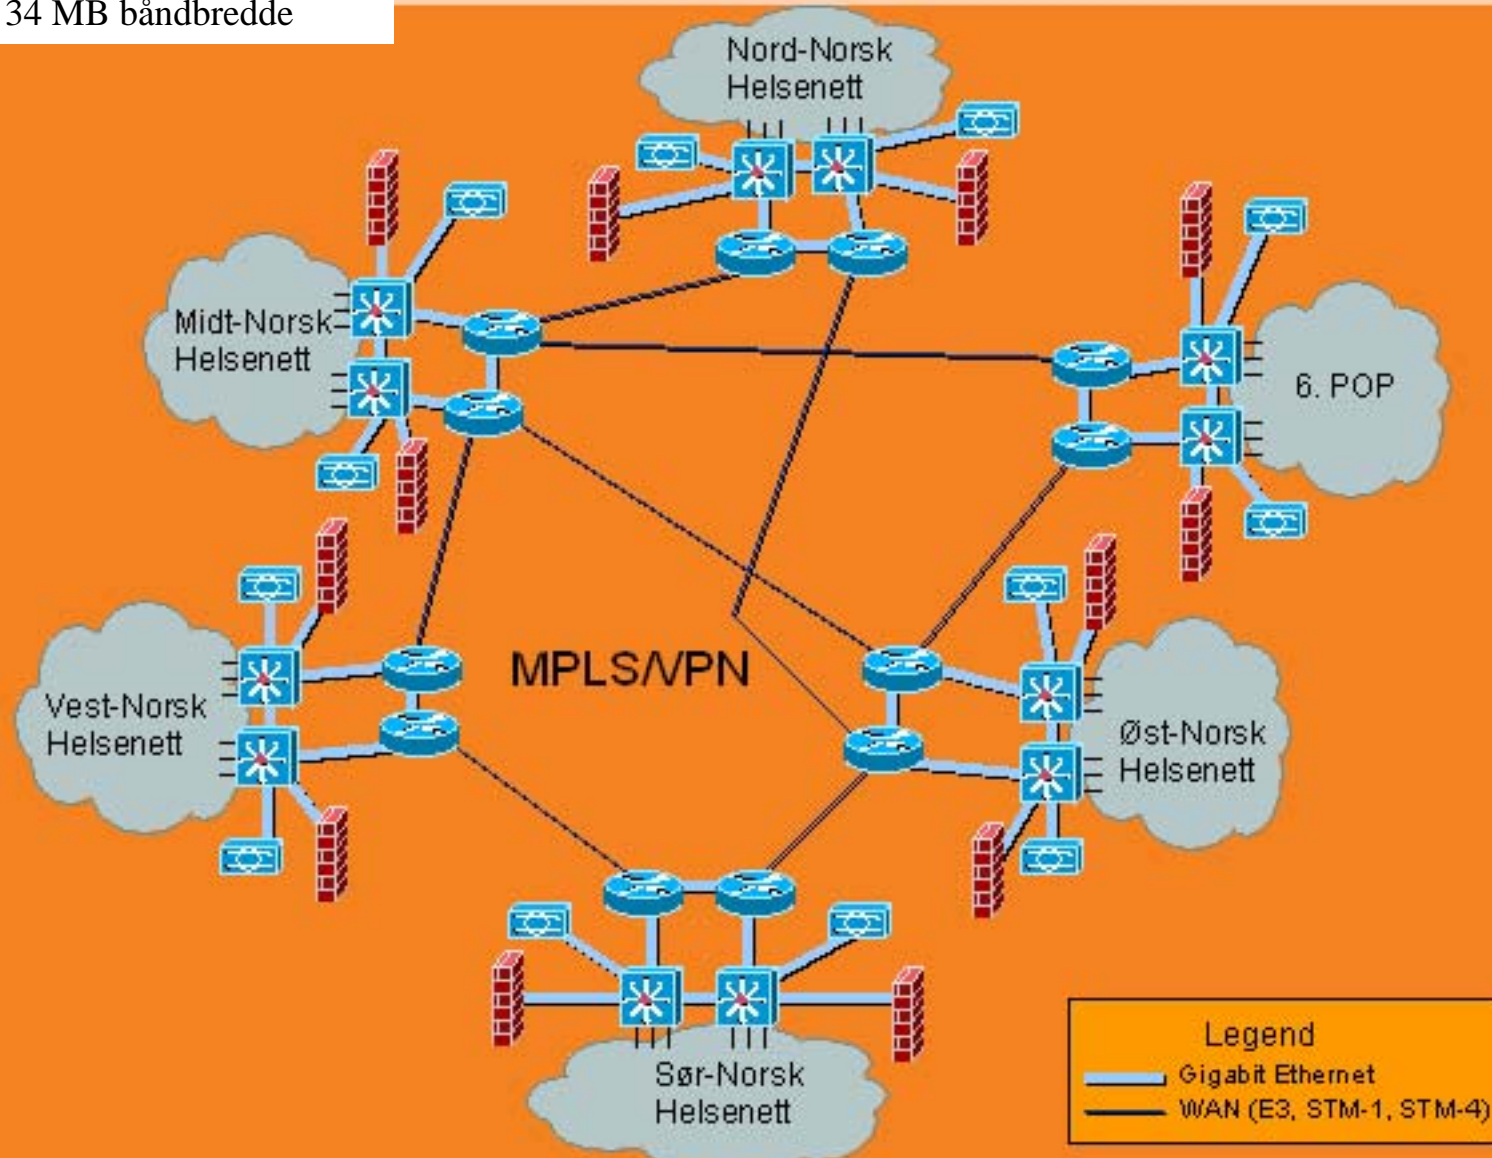 34 MB båndbredde
Nord-Norsk
Helsenett
Midt-Norsk
Helsenett
6. POP
MPLS/VPN
Vest-Norsk
Helsenett
Øst-Norsk
Helsenett
Sør-Norsk
Helsenett
Legend
Gigabit Ethernet
WAN (E3, STM-1, STM-4)